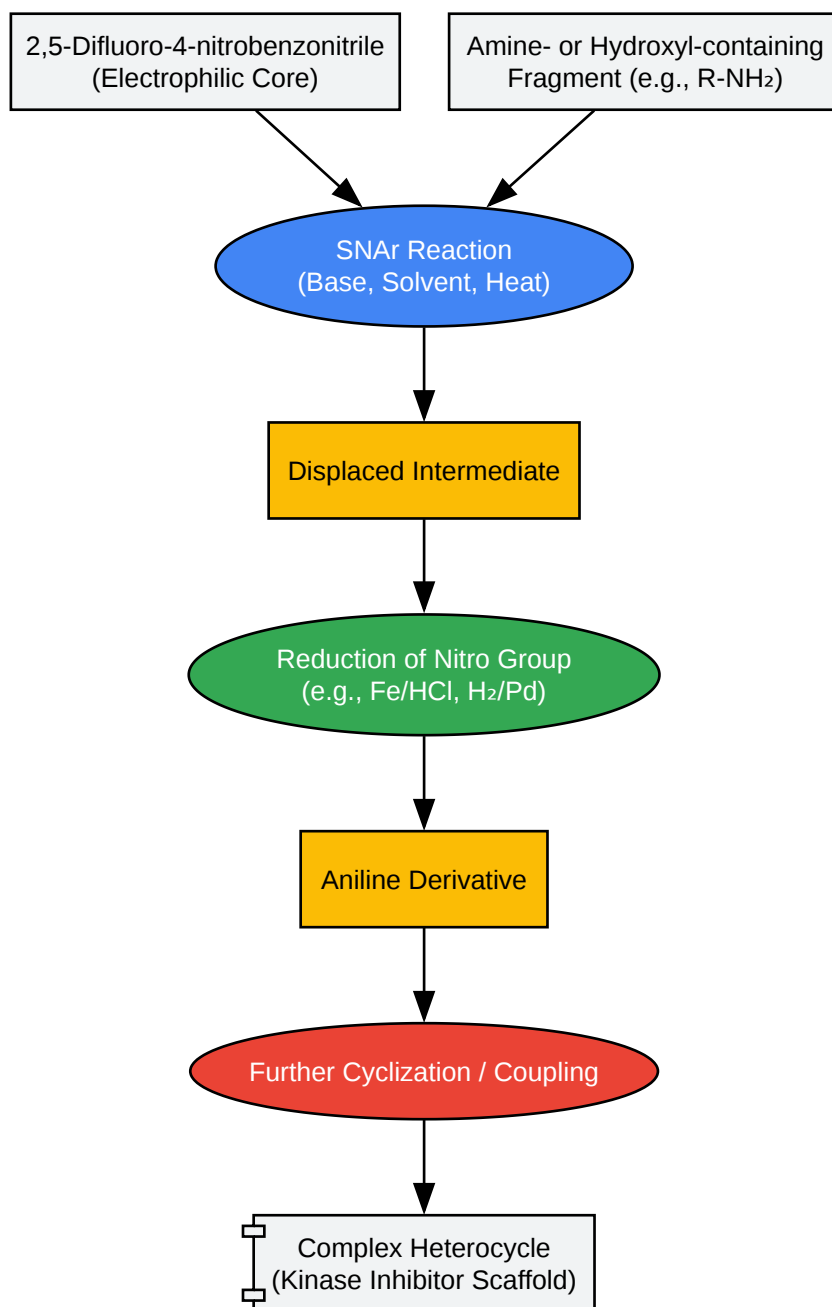 2,5-Difluoro-4-nitrobenzonitrile
(Electrophilic Core)
Amine- or Hydroxyl-containing
Fragment (e.g., R-NH₂)
SNAr Reaction
(Base, Solvent, Heat)
Displaced Intermediate
Reduction of Nitro Group
(e.g., Fe/HCl, H₂/Pd)
Aniline Derivative
Further Cyclization / Coupling
Complex Heterocycle
(Kinase Inhibitor Scaffold)